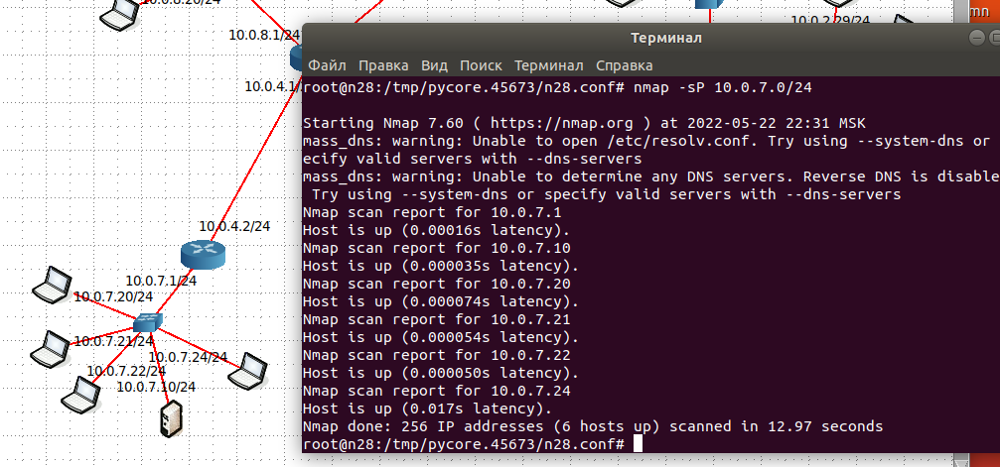 10.0.8.20/24
10.0.8.1/24
10.0.4.1/
10.0.4.2/24
10.0.7.1/24
10.0.7.20/24
10.0.7.21/24
10.0.7.24/24
10.0.7.22/24
10.0.7.10/24
10.0.2.29/24
mn
Терминал
Файл Правка Вид Поиск Терминал Справка
root@n28:/tmp/pycore.45673/n28.conf# nmap -sP 10.0.7.0/24
Starting Nmap 7.60 ( https://nmap.org ) at 2022-05-22 22:31 MSK
mass_dns: warning: Unable to open /etc/resolv.conf. Try using --system-dns or
ecify valid servers with --dns-servers
mass_dns: warning: Unable to determine any DNS servers. Reverse DNS is disable
Try using --system-dns or specify valid servers with --dns-servers
Nmap scan report for 10.0.7.1
Host is up (0.00016s latency).
Nmap scan report for 10.0.7.10
Host is up (0.000035s latency).
Nmap scan report for 10.0.7.20
Host is up (0.000074s latency).
Nmap scan report for 10.0.7.21
Host is up (0.000054s latency).
Nmap scan report for 10.0.7.22
Host is up (0.000050s latency).
Nmap scan report for 10.0.7.24
Host is up (0.017s latency).
Nmap done: 256 IP addresses (6 hosts up) scanned in 12.97 seconds
root@n28:/tmp/pycore.45673/n28.conf#